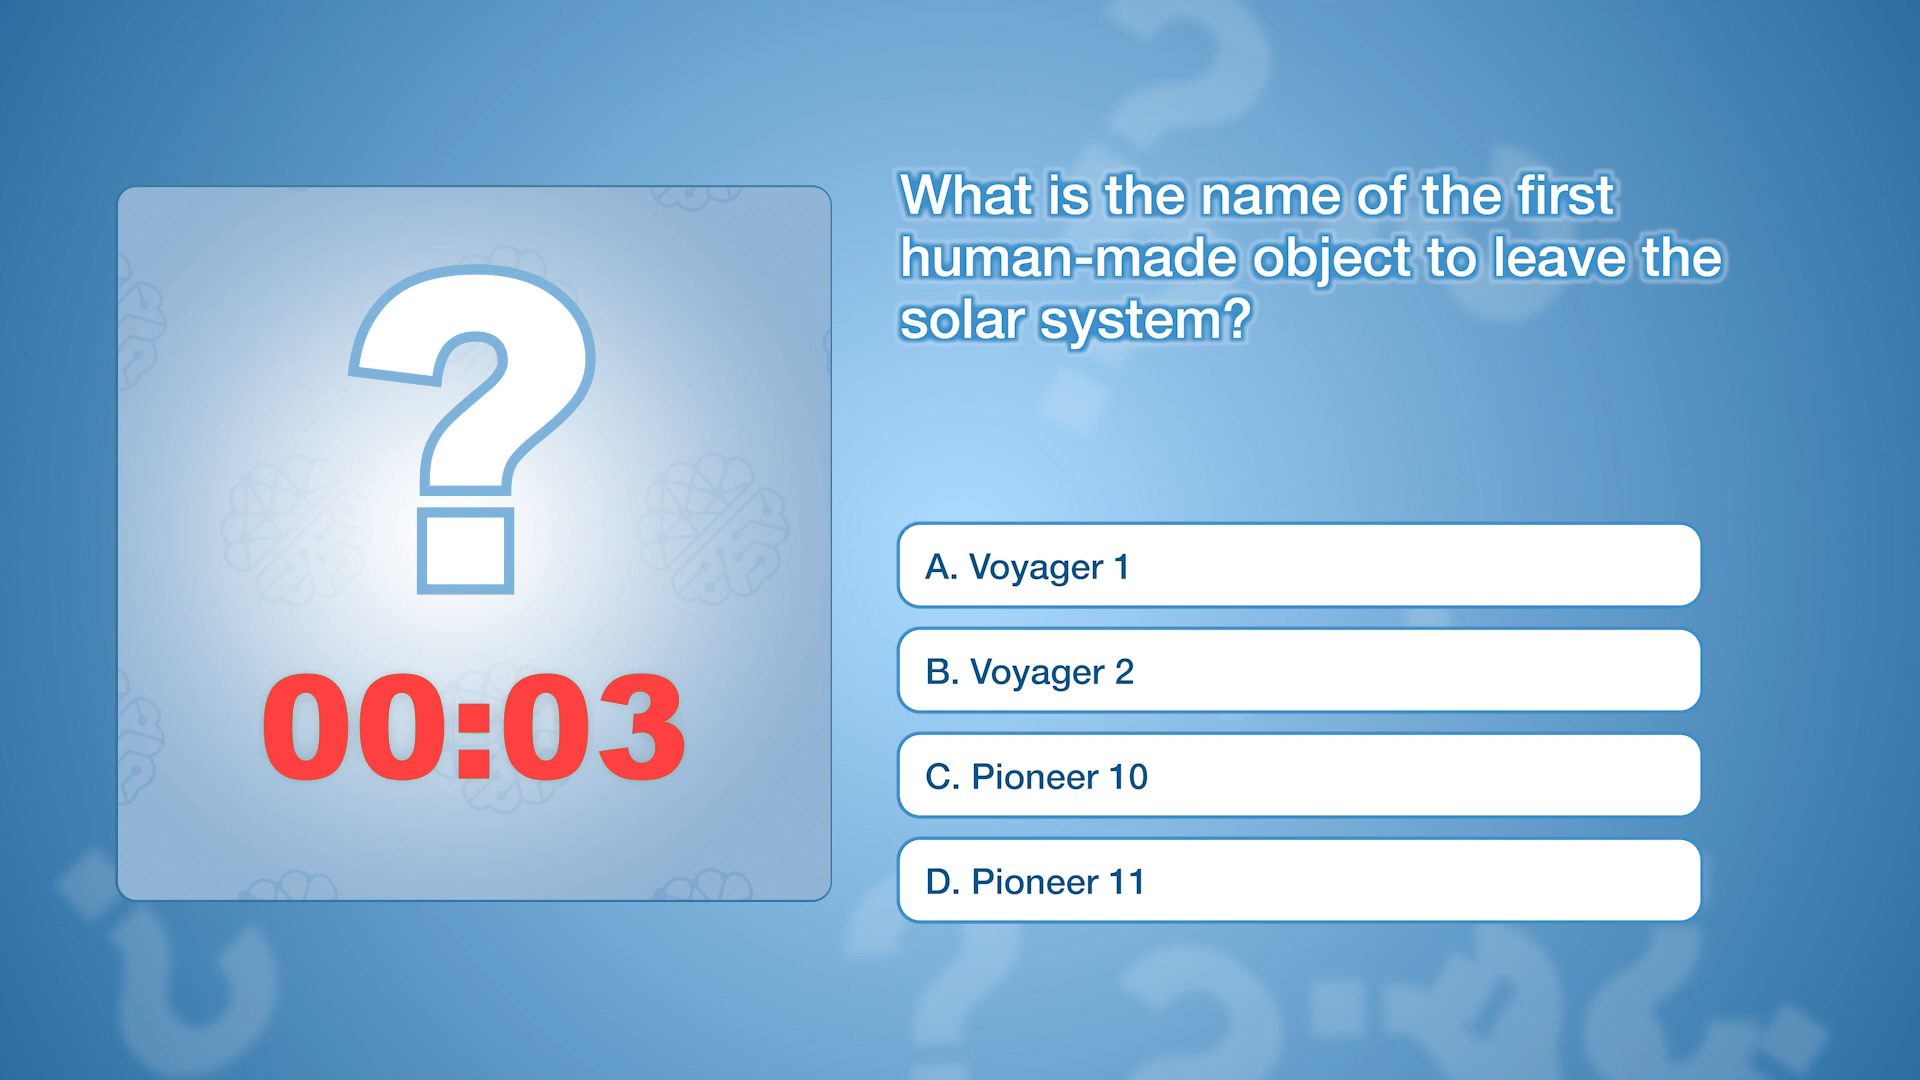 What is the name of the first
human-made object to leave the
solar system?
?
00:03
A. Voyager 1
B. Voyager 2
C. Pioneer 10
D. Pioneer 11